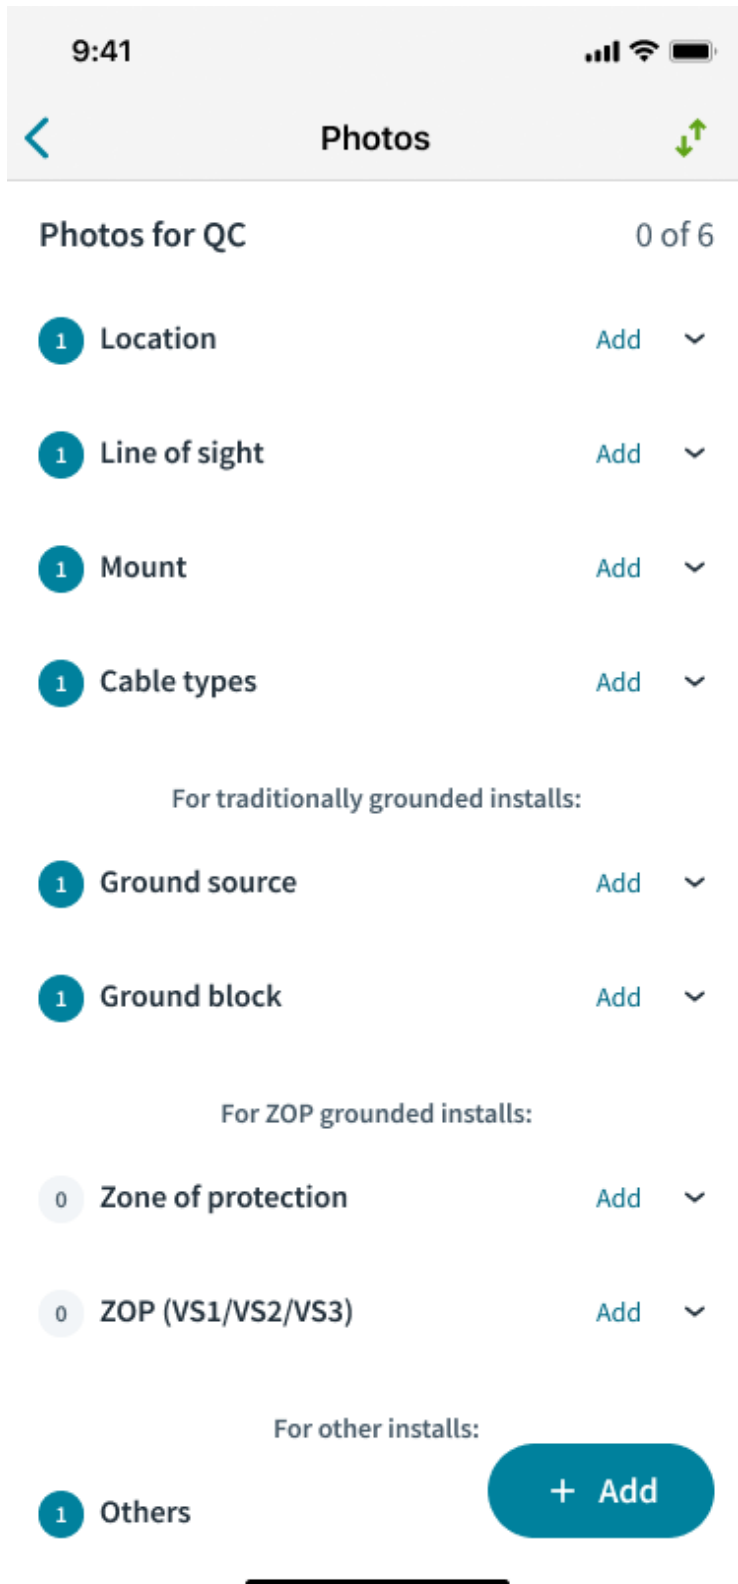 9:41
Photos
Photos for QC 0 of 6
1 Location Add
1 Line of sight Add
1 Mount Add
1 Cable types Add
For traditionally grounded installs:
1 Ground source Add
1 Ground block Add
For ZOP grounded installs:
0 Zone of protection Add
0 ZOP (VS1/VS2/VS3) Add
For other installs:
+ Add
1 Others